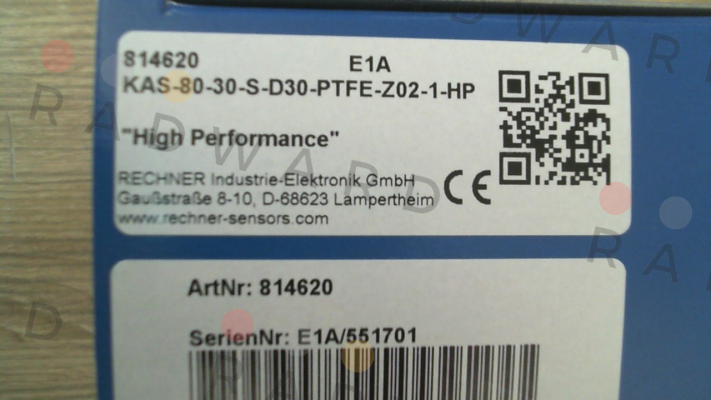 814620 E1A
KAS-80-30-S-D30-PTFE-Z02-1-HP
"High Performance"
RECHNER Industrie-Elektronik GmbH
Gaußstraße 8-10, D-68623 Lampertheim
www.rechner-sensors.com
CE
ArtNr: 814620
SerienNr: E1A/551701
RADWARD